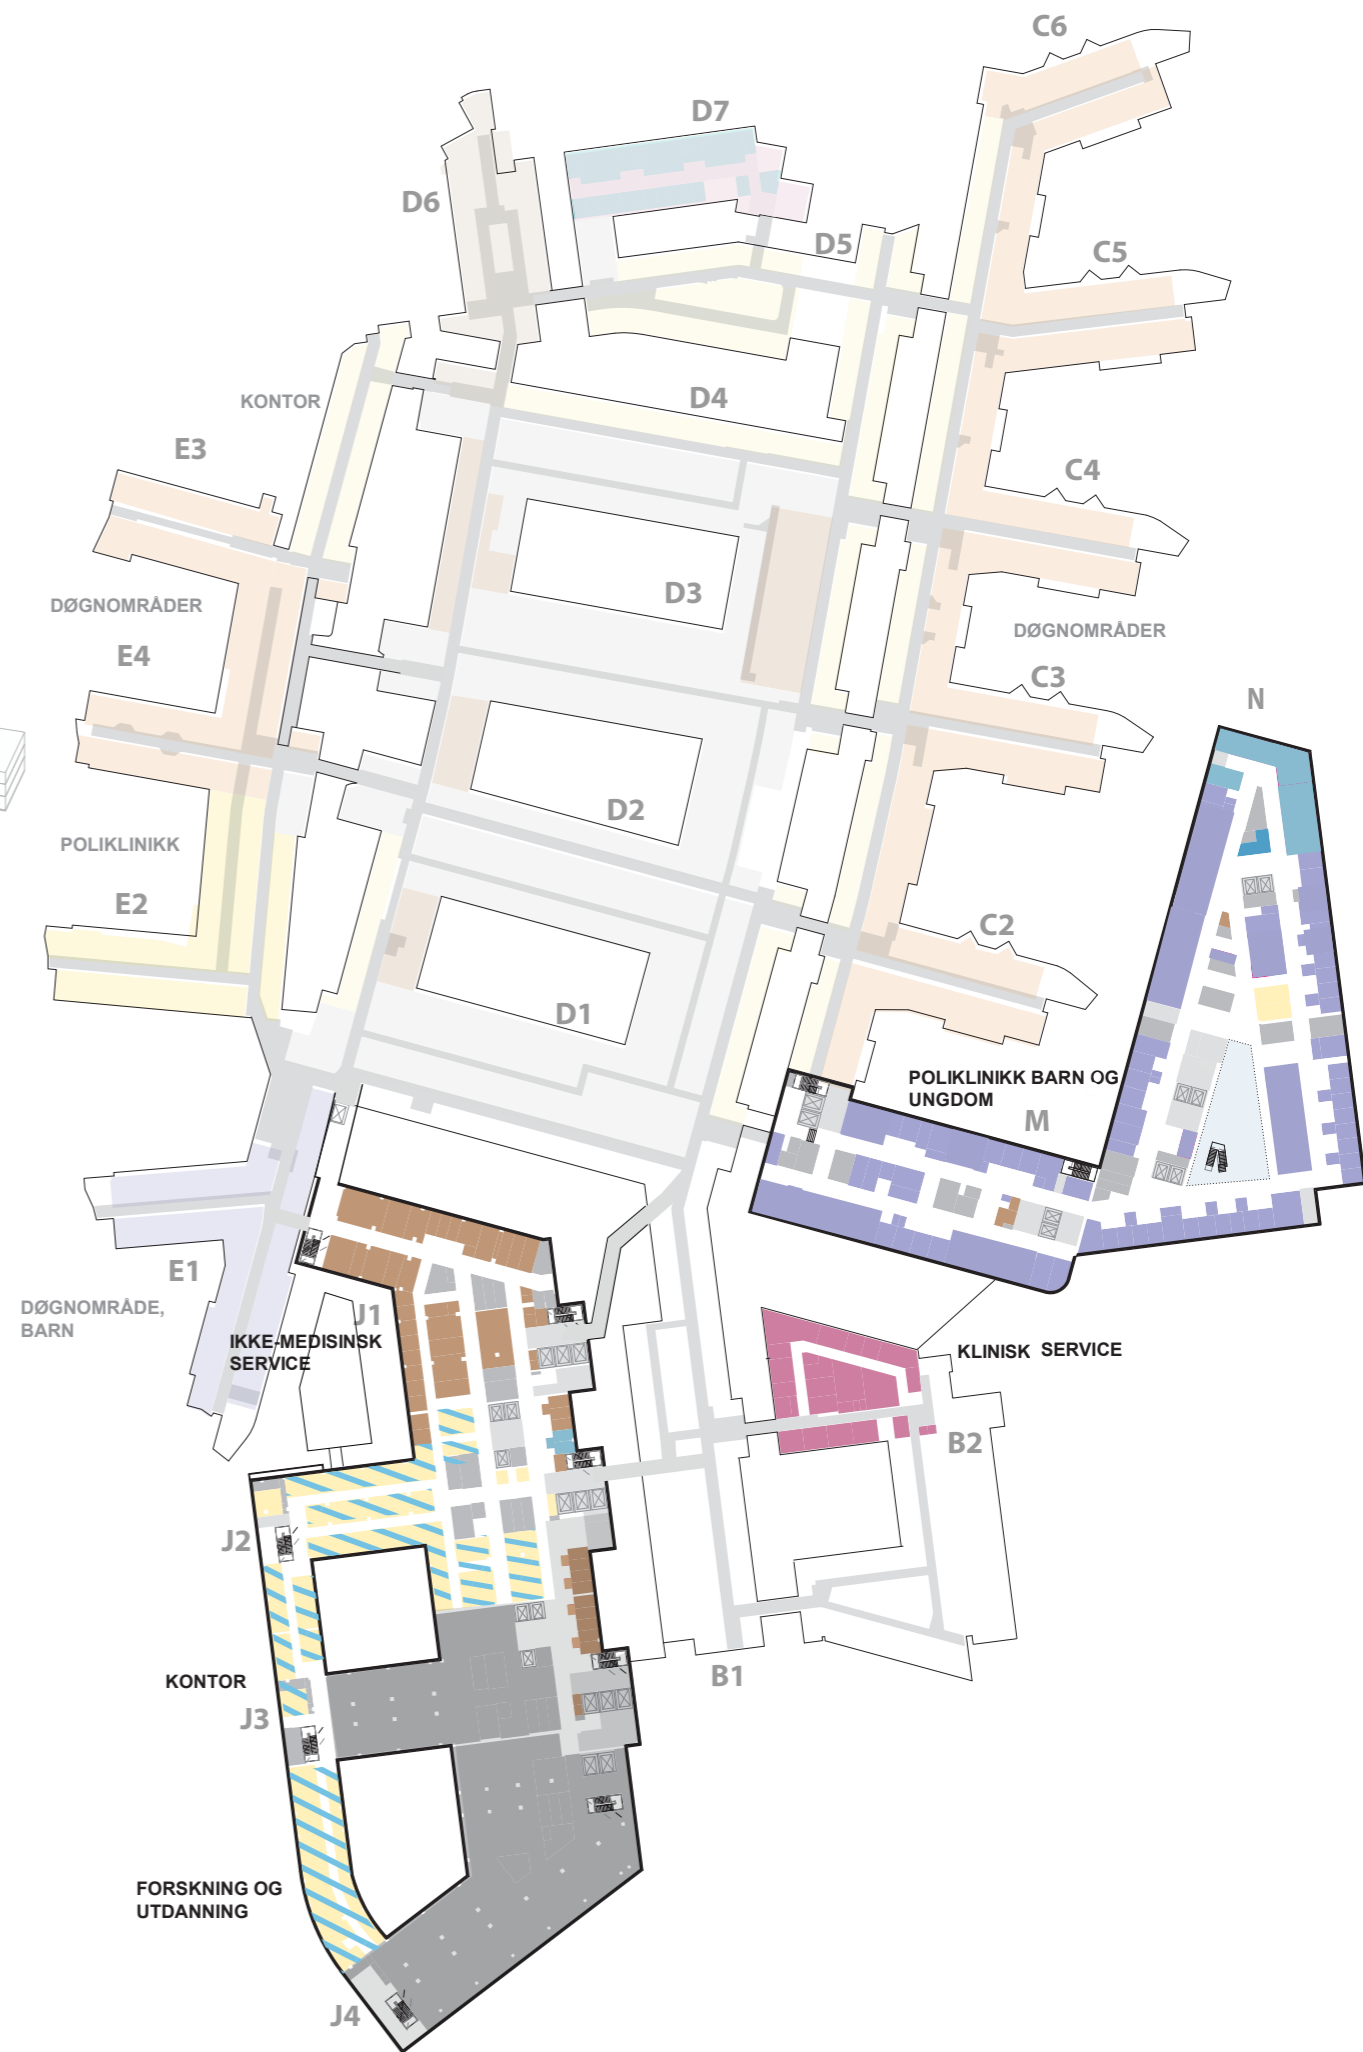 C6
D7
D6
D5
C5
KONTOR
D4
E3
C4
D3
DØGNOMRÅDER
DØGNOMRÅDER
E4
C3
N
D2
POLIKLINIKK
E2
C2
D1
POLIKLINIKK BARN OG
UNGDOM
M
E1
DØGNOMRÅDE,
BARN
J1
IKKE-MEDISINSK
SERVICE
KLINISK SERVICE
B2
J2
KONTOR
B1
J3
FORSKNING OG
UTDANNING
J4